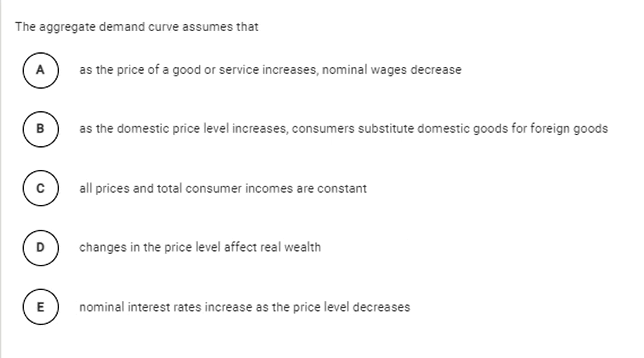 The aggregate demand curve assumes that
A as the price of a good or service increases, nominal wages decrease
B as the domestic price level increases, consumers substitute domestic goods for foreign goods
C all prices and total consumer incomes are constant
D changes in the price level affect real wealth
E nominal interest rates increase as the price level decreases